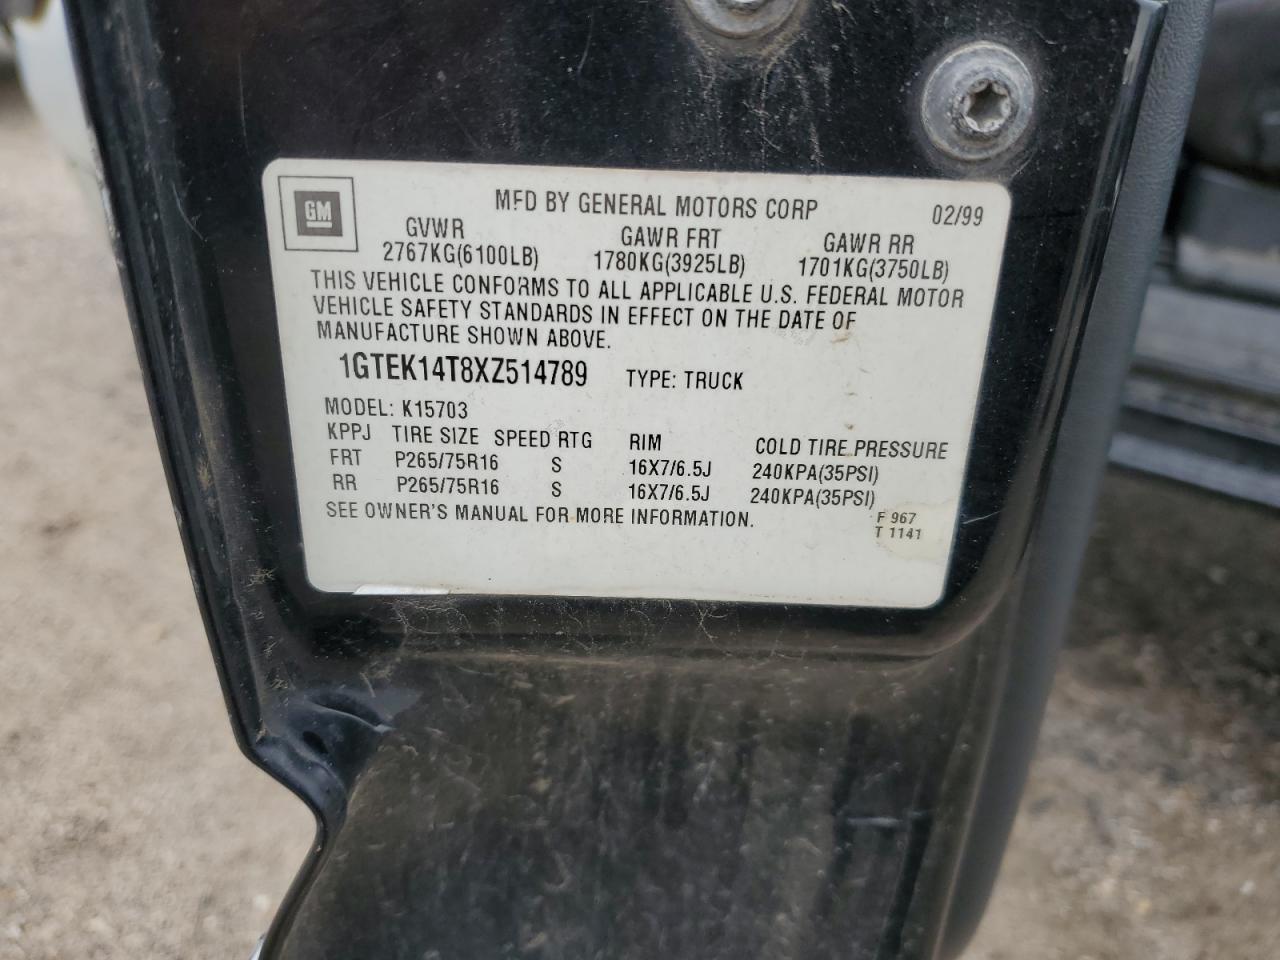 GM
MFD BY GENERAL MOTORS CORP 02/99
GVWR GAWR FRT GAWR RR
2767KG(6100LB) 1780KG(3925LB) 1701KG(3750LB)
THIS VEHICLE CONFORMS TO ALL APPLICABLE U.S. FEDERAL MOTOR
VEHICLE SAFETY STANDARDS IN EFFECT ON THE DATE OF
MANUFACTURE SHOWN ABOVE.
1GTEK14T8XZ514789 TYPE: TRUCK
MODEL: K15703
KPPJ TIRE SIZE SPEED RTG RIM COLD TIRE PRESSURE
FRT P265/75R16 S 16X7/6.5J 240KPA(35PSI)
RR P265/75R16 S 16X7/6.5J 240KPA(35PSI)
SEE OWNER'S MANUAL FOR MORE INFORMATION.
F 967
T 1141